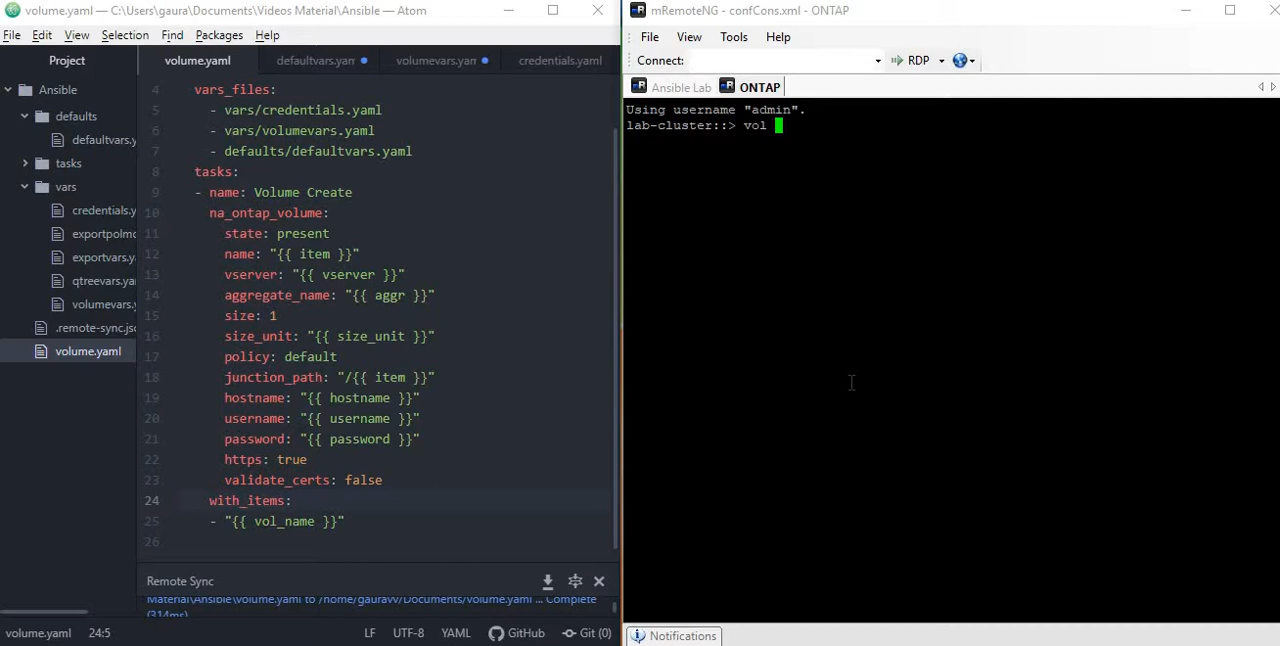 volume.yaml — C:\Users\gaura\Documents\Videos Material\Ansible — Atom
File Edit View Selection Find Packages Help
Project
volume.yaml defaultvars.yan volumevars.yan credentials.yaml
Ansible
defaults
defaultvars.y
tasks
vars
credentials.y
exportpolmo
exportvars.ya
qtreevars.yam
volumevars.y
.remote-sync.jsc
volume.yaml
4 vars_files:
5 - vars/credentials.yaml
6 - vars/volumevars.yaml
7 - defaults/defaultvars.yaml
8 tasks:
9 - name: Volume Create
10 na_ontap_volume:
11 state: present
12 name: "{{ item }}"
13 vserver: "{{ vserver }}"
14 aggregate_name: "{{ aggr }}"
15 size: 1
16 size_unit: "{{ size_unit }}"
17 policy: default
18 junction_path: "/{{ item }}"
19 hostname: "{{ hostname }}"
20 username: "{{ username }}"
21 password: "{{ password }}"
22 https: true
23 validate_certs: false
24 with_items:
25 - "{{ vol_name }}"
26
Remote Sync
Material\Ansible\volume.yaml to /home/gauravv/Documents/volume.yaml ... Complete
(314ms)
volume.yaml 24:5 LF UTF-8 YAML GitHub Git (0)
mRemoteNG - confCons.xml - ONTAP
File View Tools Help
Connect: RDP
Ansible Lab ONTAP
Using username "admin".
lab-cluster::> vol
Notifications